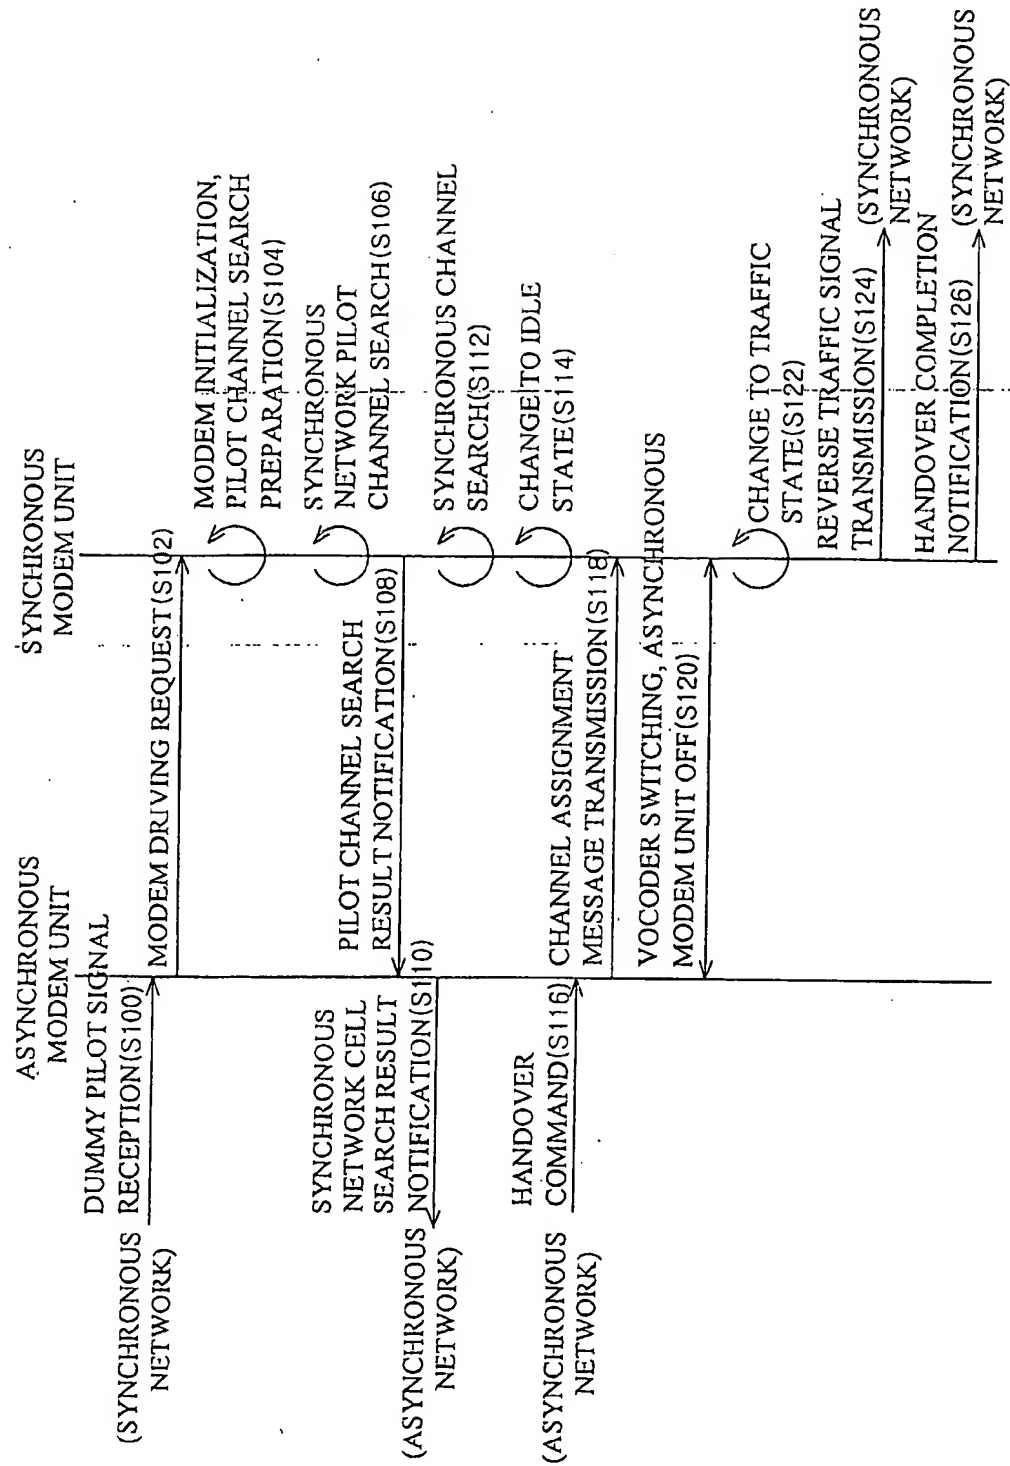 ASYNCHRONOUS
MODEM UNIT
SYNCHRONOUS
MODEM UNIT
DUMMY PILOT SIGNAL
RECEPTION(S100)
(SYNCHRONOUS
NETWORK)
MODEM DRIVING REQUEST(S102)
MODEM INITIALIZATION,
PILOT CHANNEL SEARCH
PREPARATION(S104)
SYNCHRONOUS
NETWORK PILOT
CHANNEL SEARCH(S106)
PILOT CHANNEL SEARCH
RESULT NOTIFICATION(S108)
SYNCHRONOUS
NETWORK CELL
SEARCH RESULT
NOTIFICATION(S110)
(ASYNCHRONOUS
NETWORK)
SYNCHRONOUS CHANNEL
SEARCH(S112)
CHANGE TO IDLE
STATE(S114)
HANDOVER
COMMAND(S116)
(ASYNCHRONOUS
NETWORK)
CHANNEL ASSIGNMENT
MESSAGE TRANSMISSION(S118)
VOCODER SWITCHING, ASYNCHRONOUS
MODEM UNIT OFF(S120)
CHANGE TO TRAFFIC
STATE(S122)
REVERSE TRAFFIC SIGNAL
TRANSMISSION(S124)
(SYNCHRONOUS
NETWORK)
HANDOVER COMPLETION
NOTIFICATION(S126)
(SYNCHRONOUS
NETWORK)